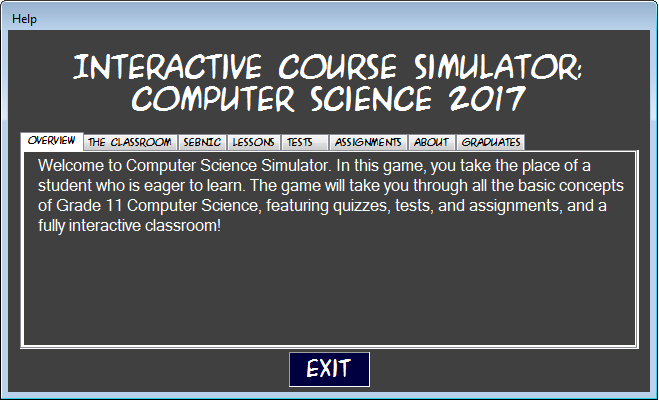 Help
INTERACTIVE COURSE SIMULATOR:
COMPUTER SCIENCE 2017
OVERVIEW THE CLASSROOM SEBNIC LESSONS TESTS ASSIGNMENTS ABOUT GRADUATES
Welcome to Computer Science Simulator. In this game, you take the place of a
student who is eager to learn. The game will take you through all the basic concepts
of Grade 11 Computer Science, featuring quizzes, tests, and assignments, and a
fully interactive classroom!
EXIT